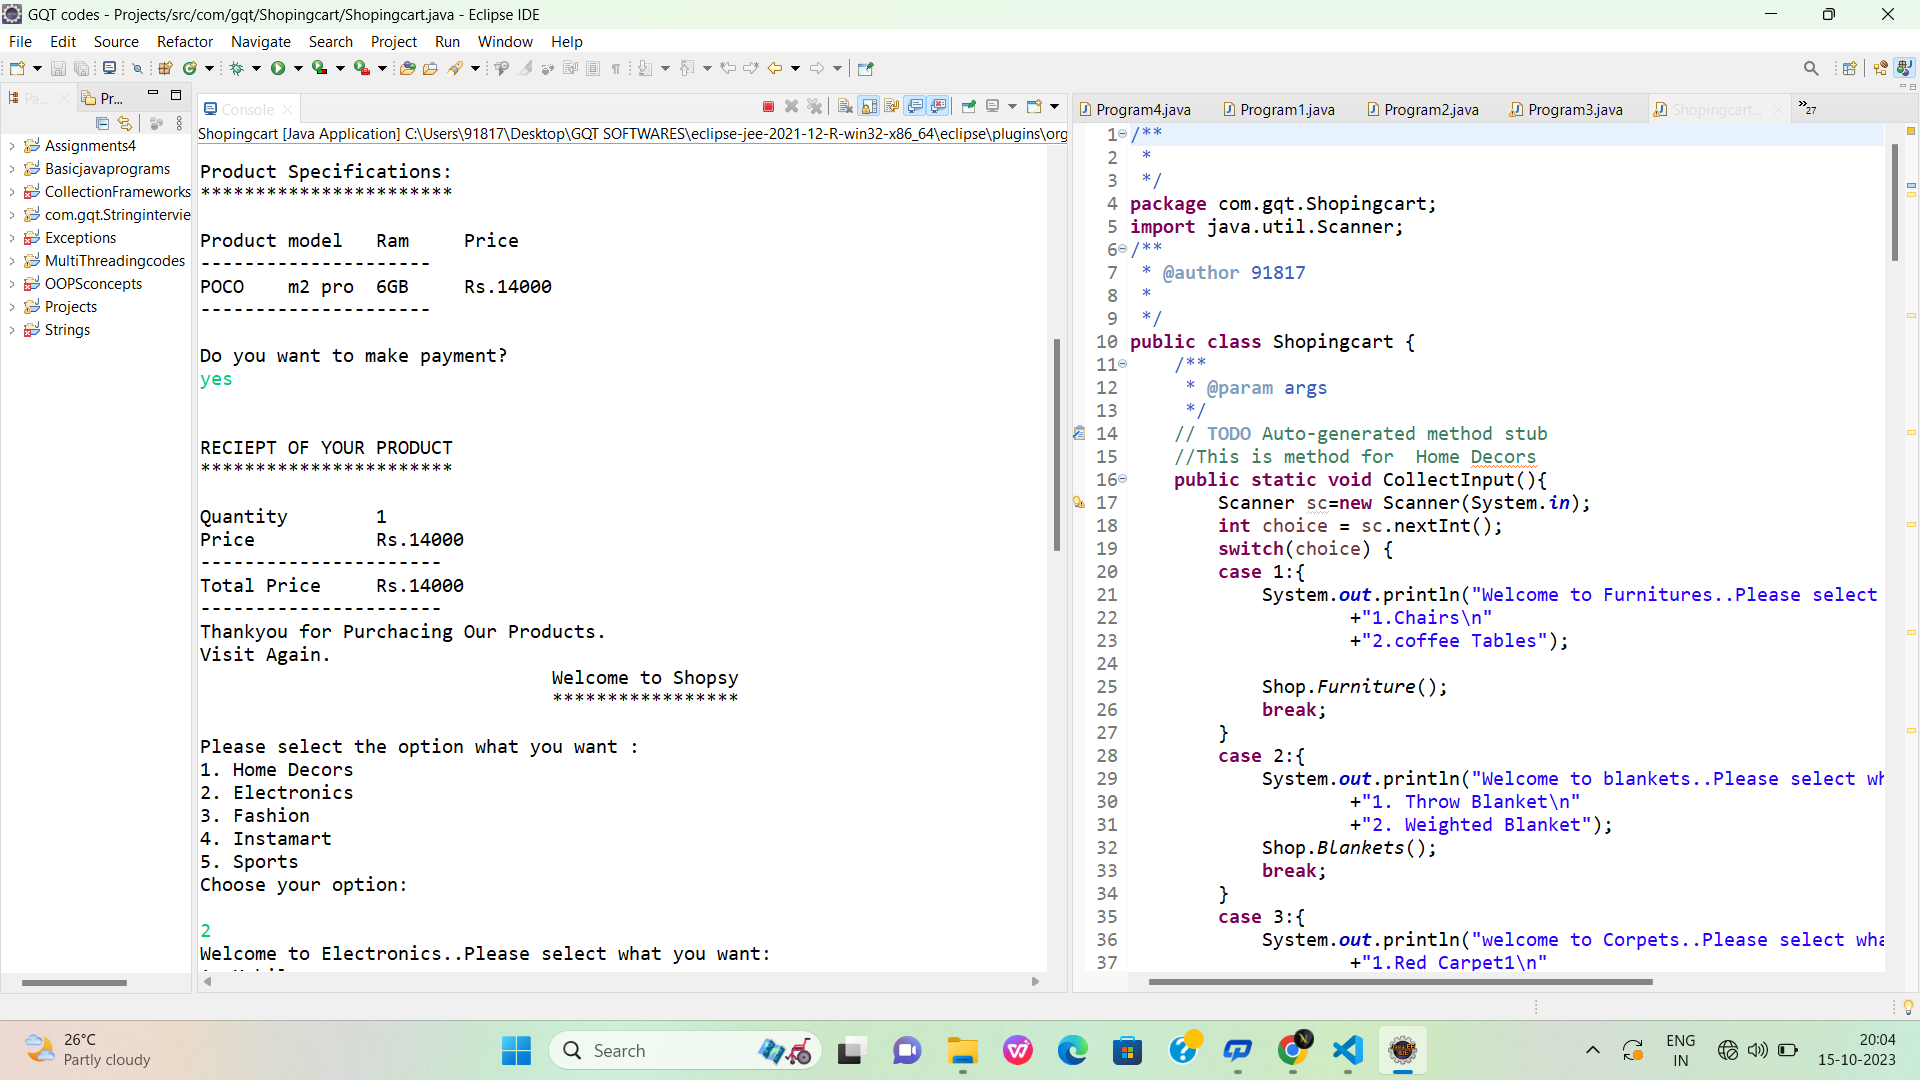 GQT codes - Projects/src/com/gqt/Shopingcart/Shopingcart.java - Eclipse IDE
File Edit Source Refactor Navigate Search Project Run Window Help
Pa... Pr...
Assignments4
Basicjavaprograms
CollectionFrameworks
com.gqt.Stringintervie
Exceptions
MultiThreadingcodes
OOPSconcepts
Projects
Strings
Console
Shopingcart [Java Application] C:\Users\91817\Desktop\GQT SOFTWARES\eclipse-jee-2021-12-R-win32-x86_64\eclipse\plugins\org
Product Specifications:
***********************
Product model Ram Price
---------------------
POCO m2 pro 6GB Rs.14000
---------------------
Do you want to make payment?
yes
RECIEPT OF YOUR PRODUCT
***********************
Quantity 1
Price Rs.14000
----------------------
Total Price Rs.14000
----------------------
Thankyou for Purchacing Our Products.
Visit Again.
Welcome to Shopsy
*****************
Please select the option what you want :
1. Home Decors
2. Electronics
3. Fashion
4. Instamart
5. Sports
Choose your option:
2
Welcome to Electronics..Please select what you want:
Program4.java Program1.java Program2.java Program3.java Shopingcart... »27
1 /**
2 *
3 */
4 package com.gqt.Shopingcart;
5 import java.util.Scanner;
6 /**
7 * @author 91817
8 *
9 */
10 public class Shopingcart {
11 /**
12 * @param args
13 */
14 // TODO Auto-generated method stub
15 //This is method for  Home Decors
16 public static void CollectInput(){
17 Scanner sc=new Scanner(System.in);
18 int choice = sc.nextInt();
19 switch(choice) {
20 case 1:{
21 System.out.println("Welcome to Furnitures..Please select
22 +"1.Chairs\n"
23 +"2.coffee Tables");
24
25 Shop.Furniture();
26 break;
27 }
28 case 2:{
29 System.out.println("Welcome to blankets..Please select wh
30 +"1. Throw Blanket\n"
31 +"2. Weighted Blanket");
32 Shop.Blankets();
33 break;
34 }
35 case 3:{
36 System.out.println("welcome to Corpets..Please select wha
37 +"1.Red Carpet1\n"
26°C
Partly cloudy
Search
ENG
IN
20:04
15-10-2023